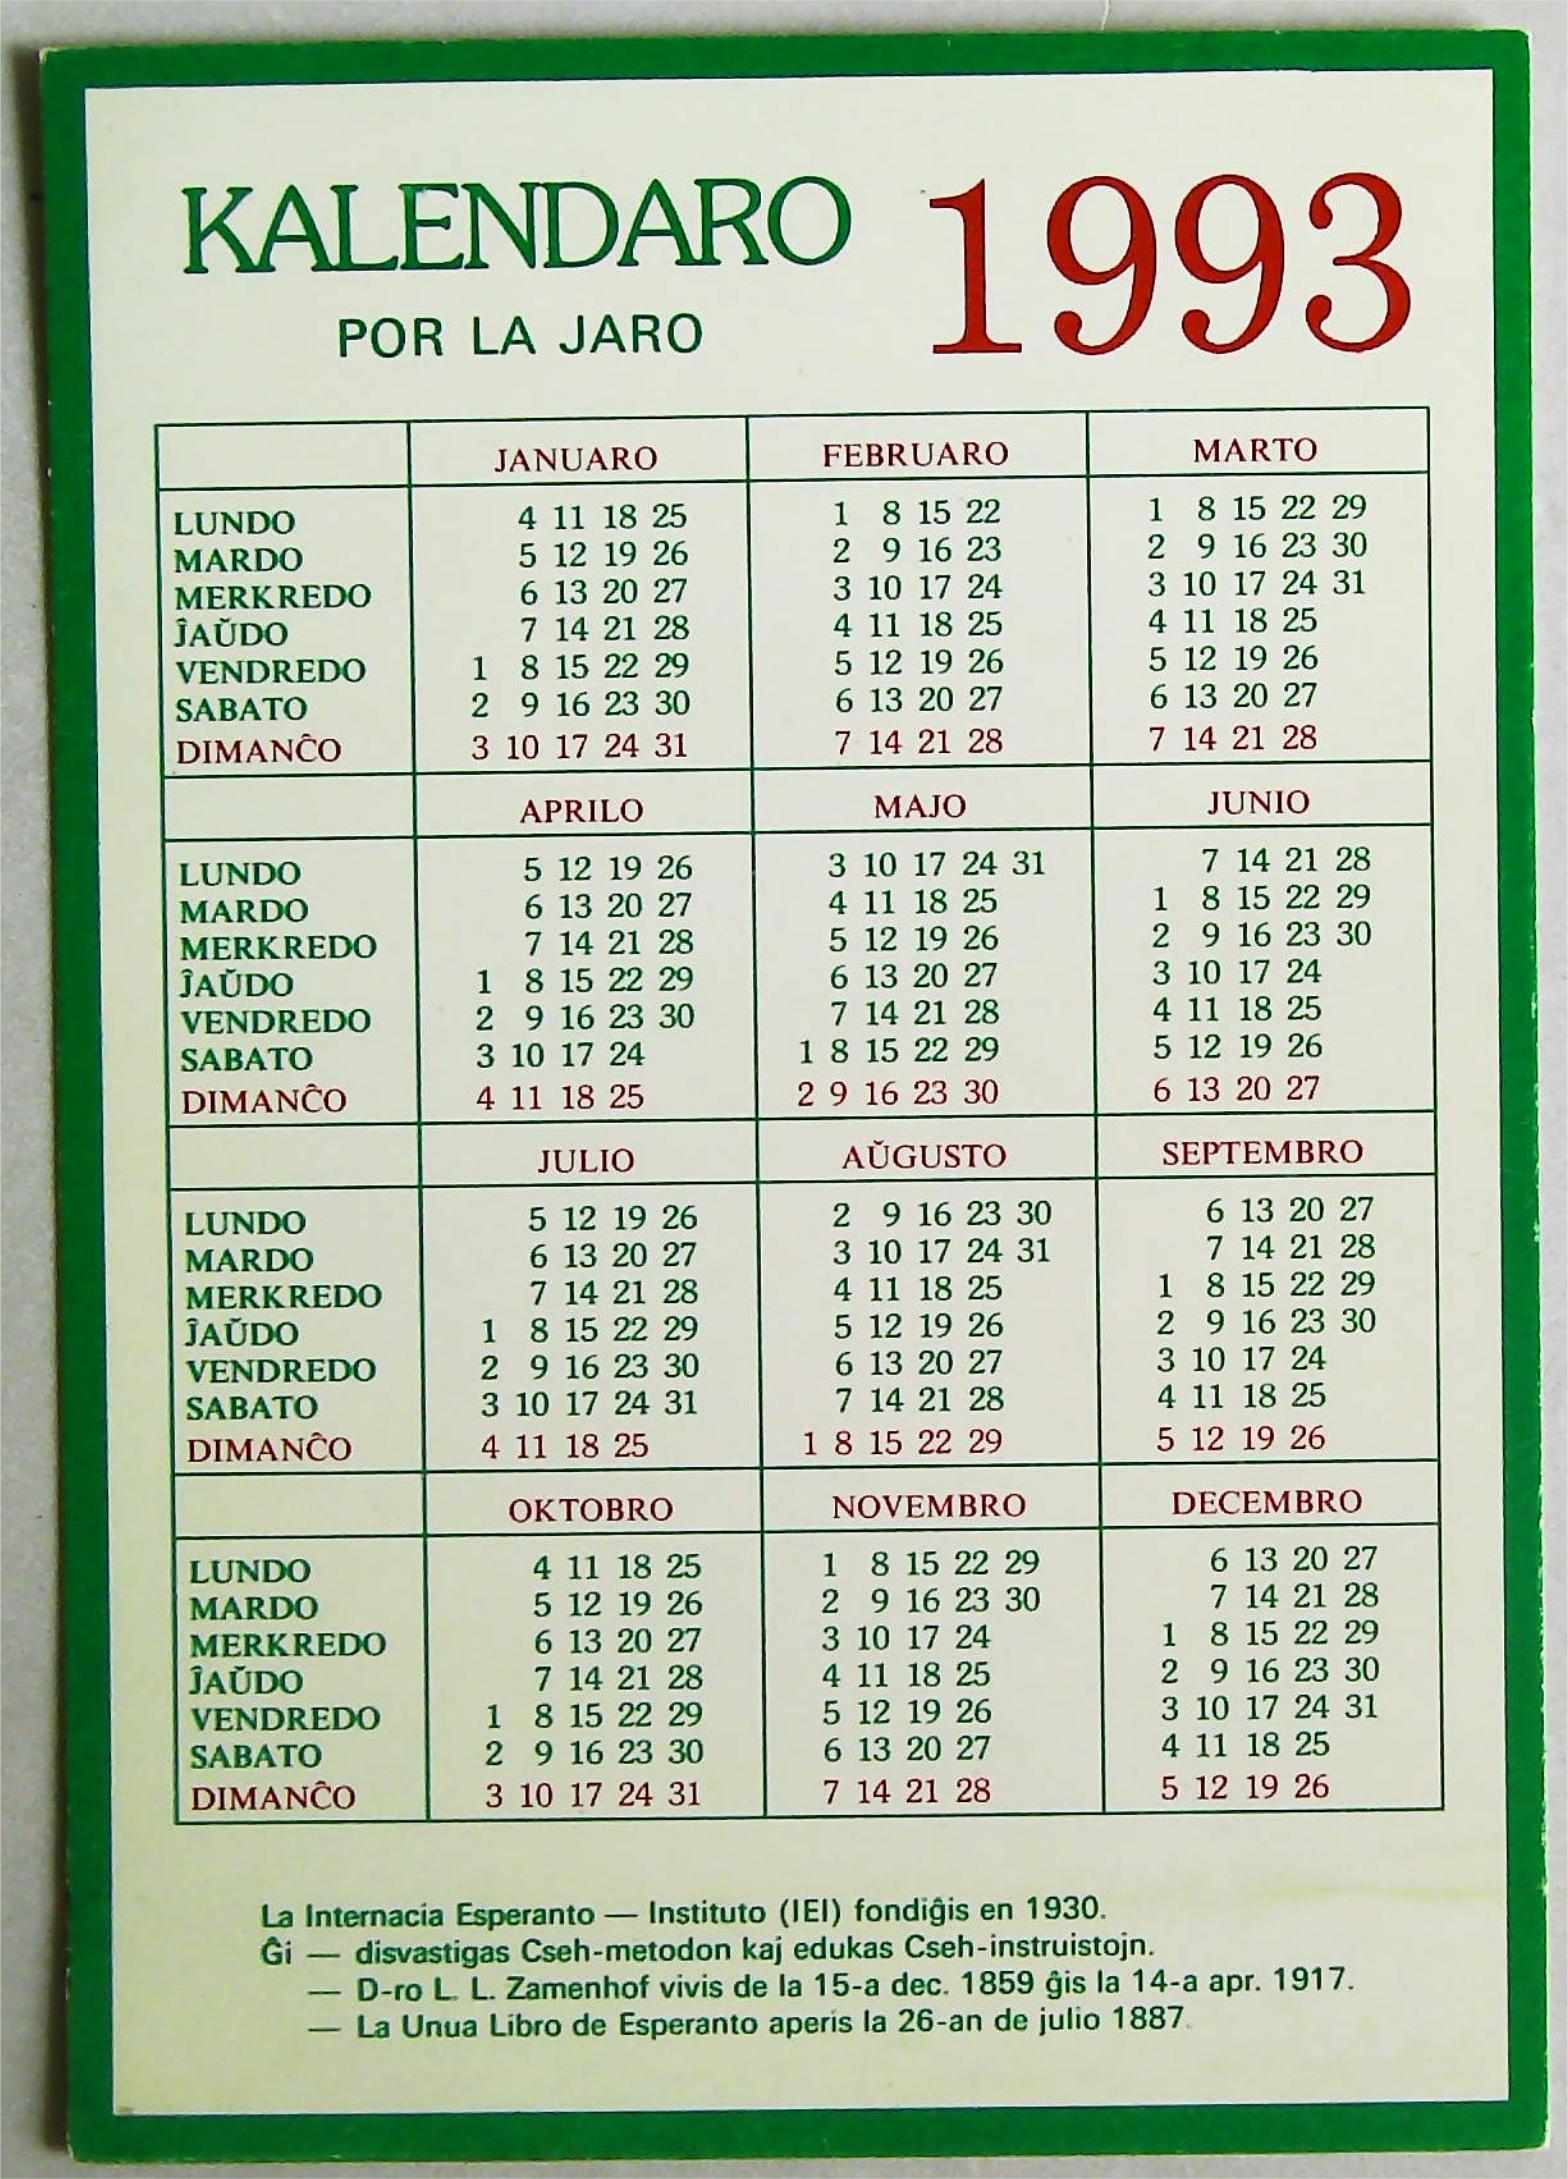 KALENDARO 1993
POR LA JARO
JANUARO FEBRUARO MARTO
LUNDO 4 11 18 25 1 8 15 22 1 8 15 22 29
MARDO 5 12 19 26 2 9 16 23 2 9 16 23 30
MERKREDO 6 13 20 27 3 10 17 24 3 10 17 24 31
ĴAŬDO 7 14 21 28 4 11 18 25 4 11 18 25
VENDREDO 1 8 15 22 29 5 12 19 26 5 12 19 26
SABATO 2 9 16 23 30 6 13 20 27 6 13 20 27
DIMANĈO 3 10 17 24 31 7 14 21 28 7 14 21 28
APRILO MAJO JUNIO
LUNDO 5 12 19 26 3 10 17 24 31 7 14 21 28
MARDO 6 13 20 27 4 11 18 25 1 8 15 22 29
MERKREDO 7 14 21 28 5 12 19 26 2 9 16 23 30
ĴAŬDO 1 8 15 22 29 6 13 20 27 3 10 17 24
VENDREDO 2 9 16 23 30 7 14 21 28 4 11 18 25
SABATO 3 10 17 24 1 8 15 22 29 5 12 19 26
DIMANĈO 4 11 18 25 2 9 16 23 30 6 13 20 27
JULIO AŬGUSTO SEPTEMBRO
LUNDO 5 12 19 26 2 9 16 23 30 6 13 20 27
MARDO 6 13 20 27 3 10 17 24 31 7 14 21 28
MERKREDO 7 14 21 28 4 11 18 25 1 8 15 22 29
ĴAŬDO 1 8 15 22 29 5 12 19 26 2 9 16 23 30
VENDREDO 2 9 16 23 30 6 13 20 27 3 10 17 24
SABATO 3 10 17 24 31 7 14 21 28 4 11 18 25
DIMANĈO 4 11 18 25 1 8 15 22 29 5 12 19 26
OKTOBRO NOVEMBRO DECEMBRO
LUNDO 4 11 18 25 1 8 15 22 29 6 13 20 27
MARDO 5 12 19 26 2 9 16 23 30 7 14 21 28
MERKREDO 6 13 20 27 3 10 17 24 1 8 15 22 29
ĴAŬDO 7 14 21 28 4 11 18 25 2 9 16 23 30
VENDREDO 1 8 15 22 29 5 12 19 26 3 10 17 24 31
SABATO 2 9 16 23 30 6 13 20 27 4 11 18 25
DIMANĈO 3 10 17 24 31 7 14 21 28 5 12 19 26
La Internacia Esperanto — Instituto (IEI) fondiĝis en 1930.
Ĝi — disvastigas Cseh-metodon kaj edukas Cseh-instruistojn.
— D-ro L. L. Zamenhof vivis de la 15-a dec. 1859 ĝis la 14-a apr. 1917.
— La Unua Libro de Esperanto aperis la 26-an de julio 1887.